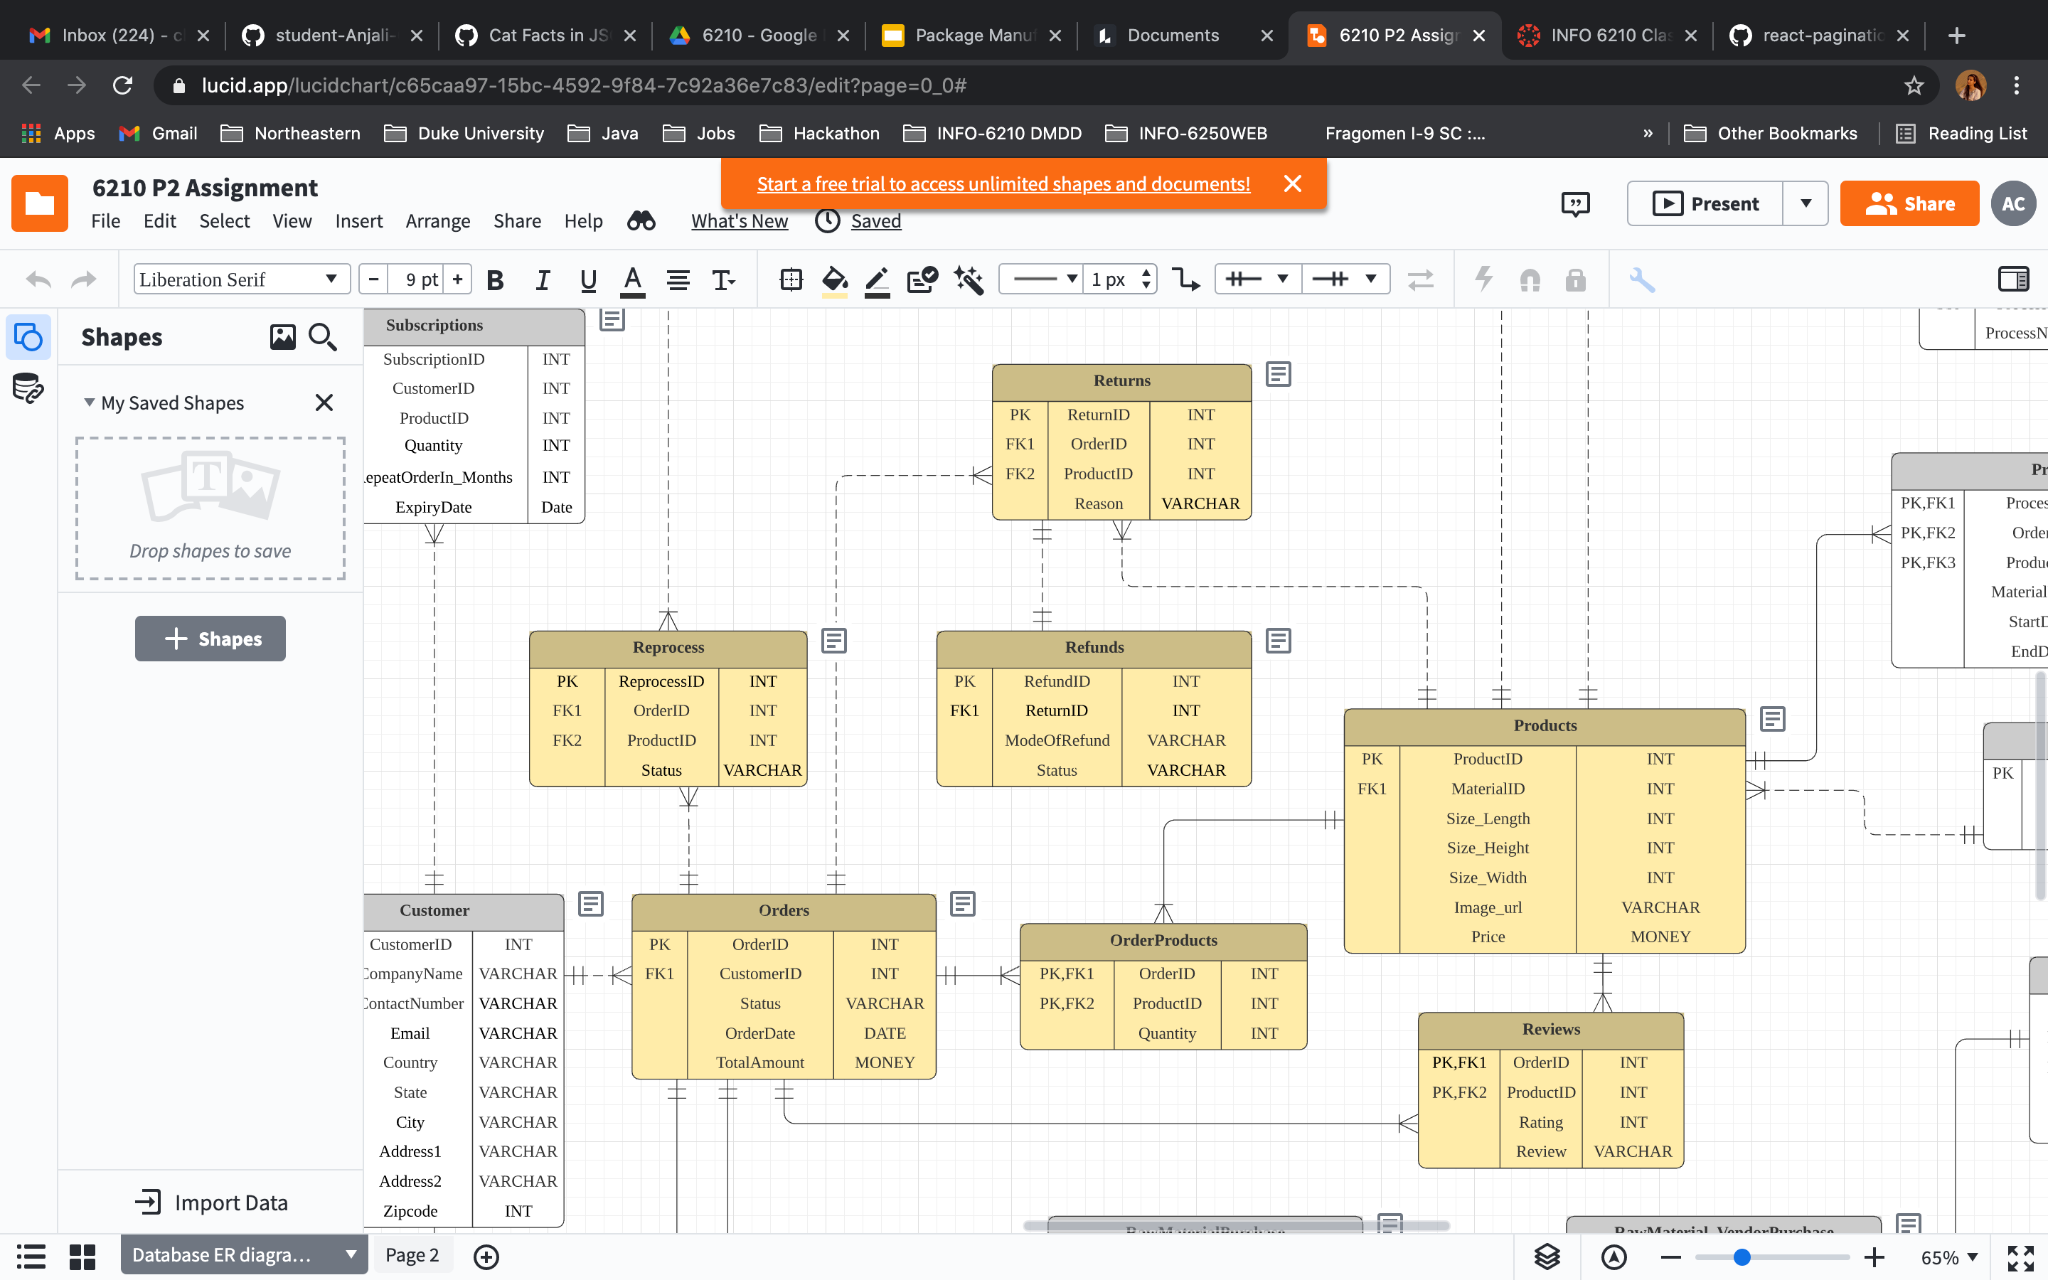 Inbox (224) - c
student-Anjali-
Cat Facts in JS
6210 - Google
Package Manu
Documents
6210 P2 Assig
INFO 6210 Cla
react-paginati
lucid.app/lucidchart/c65caa97-15bc-4592-9f84-7c92a36e7c83/edit?page=0_0#
Apps Gmail Northeastern Duke University Java Jobs Hackathon INFO-6210 DMDD INFO-6250WEB Fragomen I-9 SC :... » Other Bookmarks Reading List
Start a free trial to access unlimited shapes and documents!
6210 P2 Assignment
File Edit Select View Insert Arrange Share Help What's New Saved
Present Share AC
Liberation Serif 9 pt B I U A T 1 px
Shapes
My Saved Shapes
T
Drop shapes to save
+ Shapes
Import Data
Subscriptions
SubscriptionID INT
CustomerID INT
ProductID INT
Quantity INT
epeatOrderIn_Months INT
ExpiryDate Date
Returns
PK ReturnID INT
FK1 OrderID INT
FK2 ProductID INT
Reason VARCHAR
ProcessN
Pr
PK,FK1 Proces
PK,FK2 Order
PK,FK3 Produ
Material
StartD
EndD
Reprocess
PK ReprocessID INT
FK1 OrderID INT
FK2 ProductID INT
Status VARCHAR
Refunds
PK RefundID INT
FK1 ReturnID INT
ModeOfRefund VARCHAR
Status VARCHAR
Products
PK ProductID INT
FK1 MaterialID INT
Size_Length INT
Size_Height INT
Size_Width INT
Image_url VARCHAR
Price MONEY
PK
Customer
CustomerID INT
CompanyName VARCHAR
ContactNumber VARCHAR
Email VARCHAR
Country VARCHAR
State VARCHAR
City VARCHAR
Address1 VARCHAR
Address2 VARCHAR
Zipcode INT
Orders
PK OrderID INT
FK1 CustomerID INT
Status VARCHAR
OrderDate DATE
TotalAmount MONEY
OrderProducts
PK,FK1 OrderID INT
PK,FK2 ProductID INT
Quantity INT
Reviews
PK,FK1 OrderID INT
PK,FK2 ProductID INT
Rating INT
Review VARCHAR
RawMaterialPurchase
RawMaterial_VendorPurchase
Database ER diagra... Page 2 65%